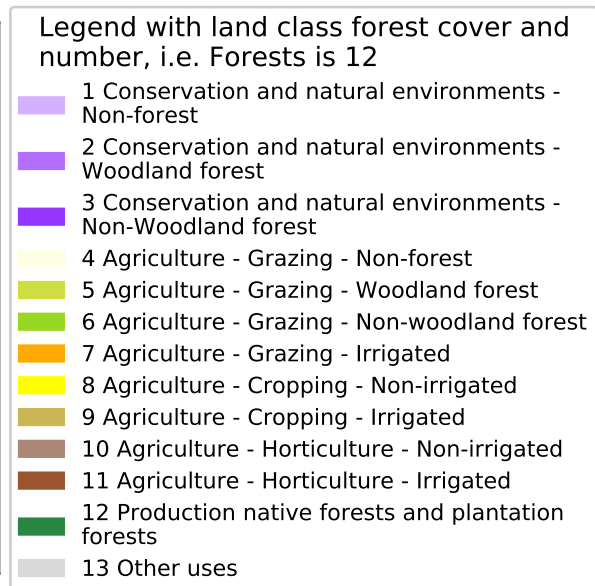 Legend with land class forest cover and
number, i.e. Forests is 12
1 Conservation and natural environments -
Non-forest
2 Conservation and natural environments -
Woodland forest
3 Conservation and natural environments -
Non-Woodland forest
4 Agriculture - Grazing - Non-forest
5 Agriculture - Grazing - Woodland forest
6 Agriculture - Grazing - Non-woodland forest
7 Agriculture - Grazing - Irrigated
8 Agriculture - Cropping - Non-irrigated
9 Agriculture - Cropping - Irrigated
10 Agriculture - Horticulture - Non-irrigated
11 Agriculture - Horticulture - Irrigated
12 Production native forests and plantation
forests
13 Other uses